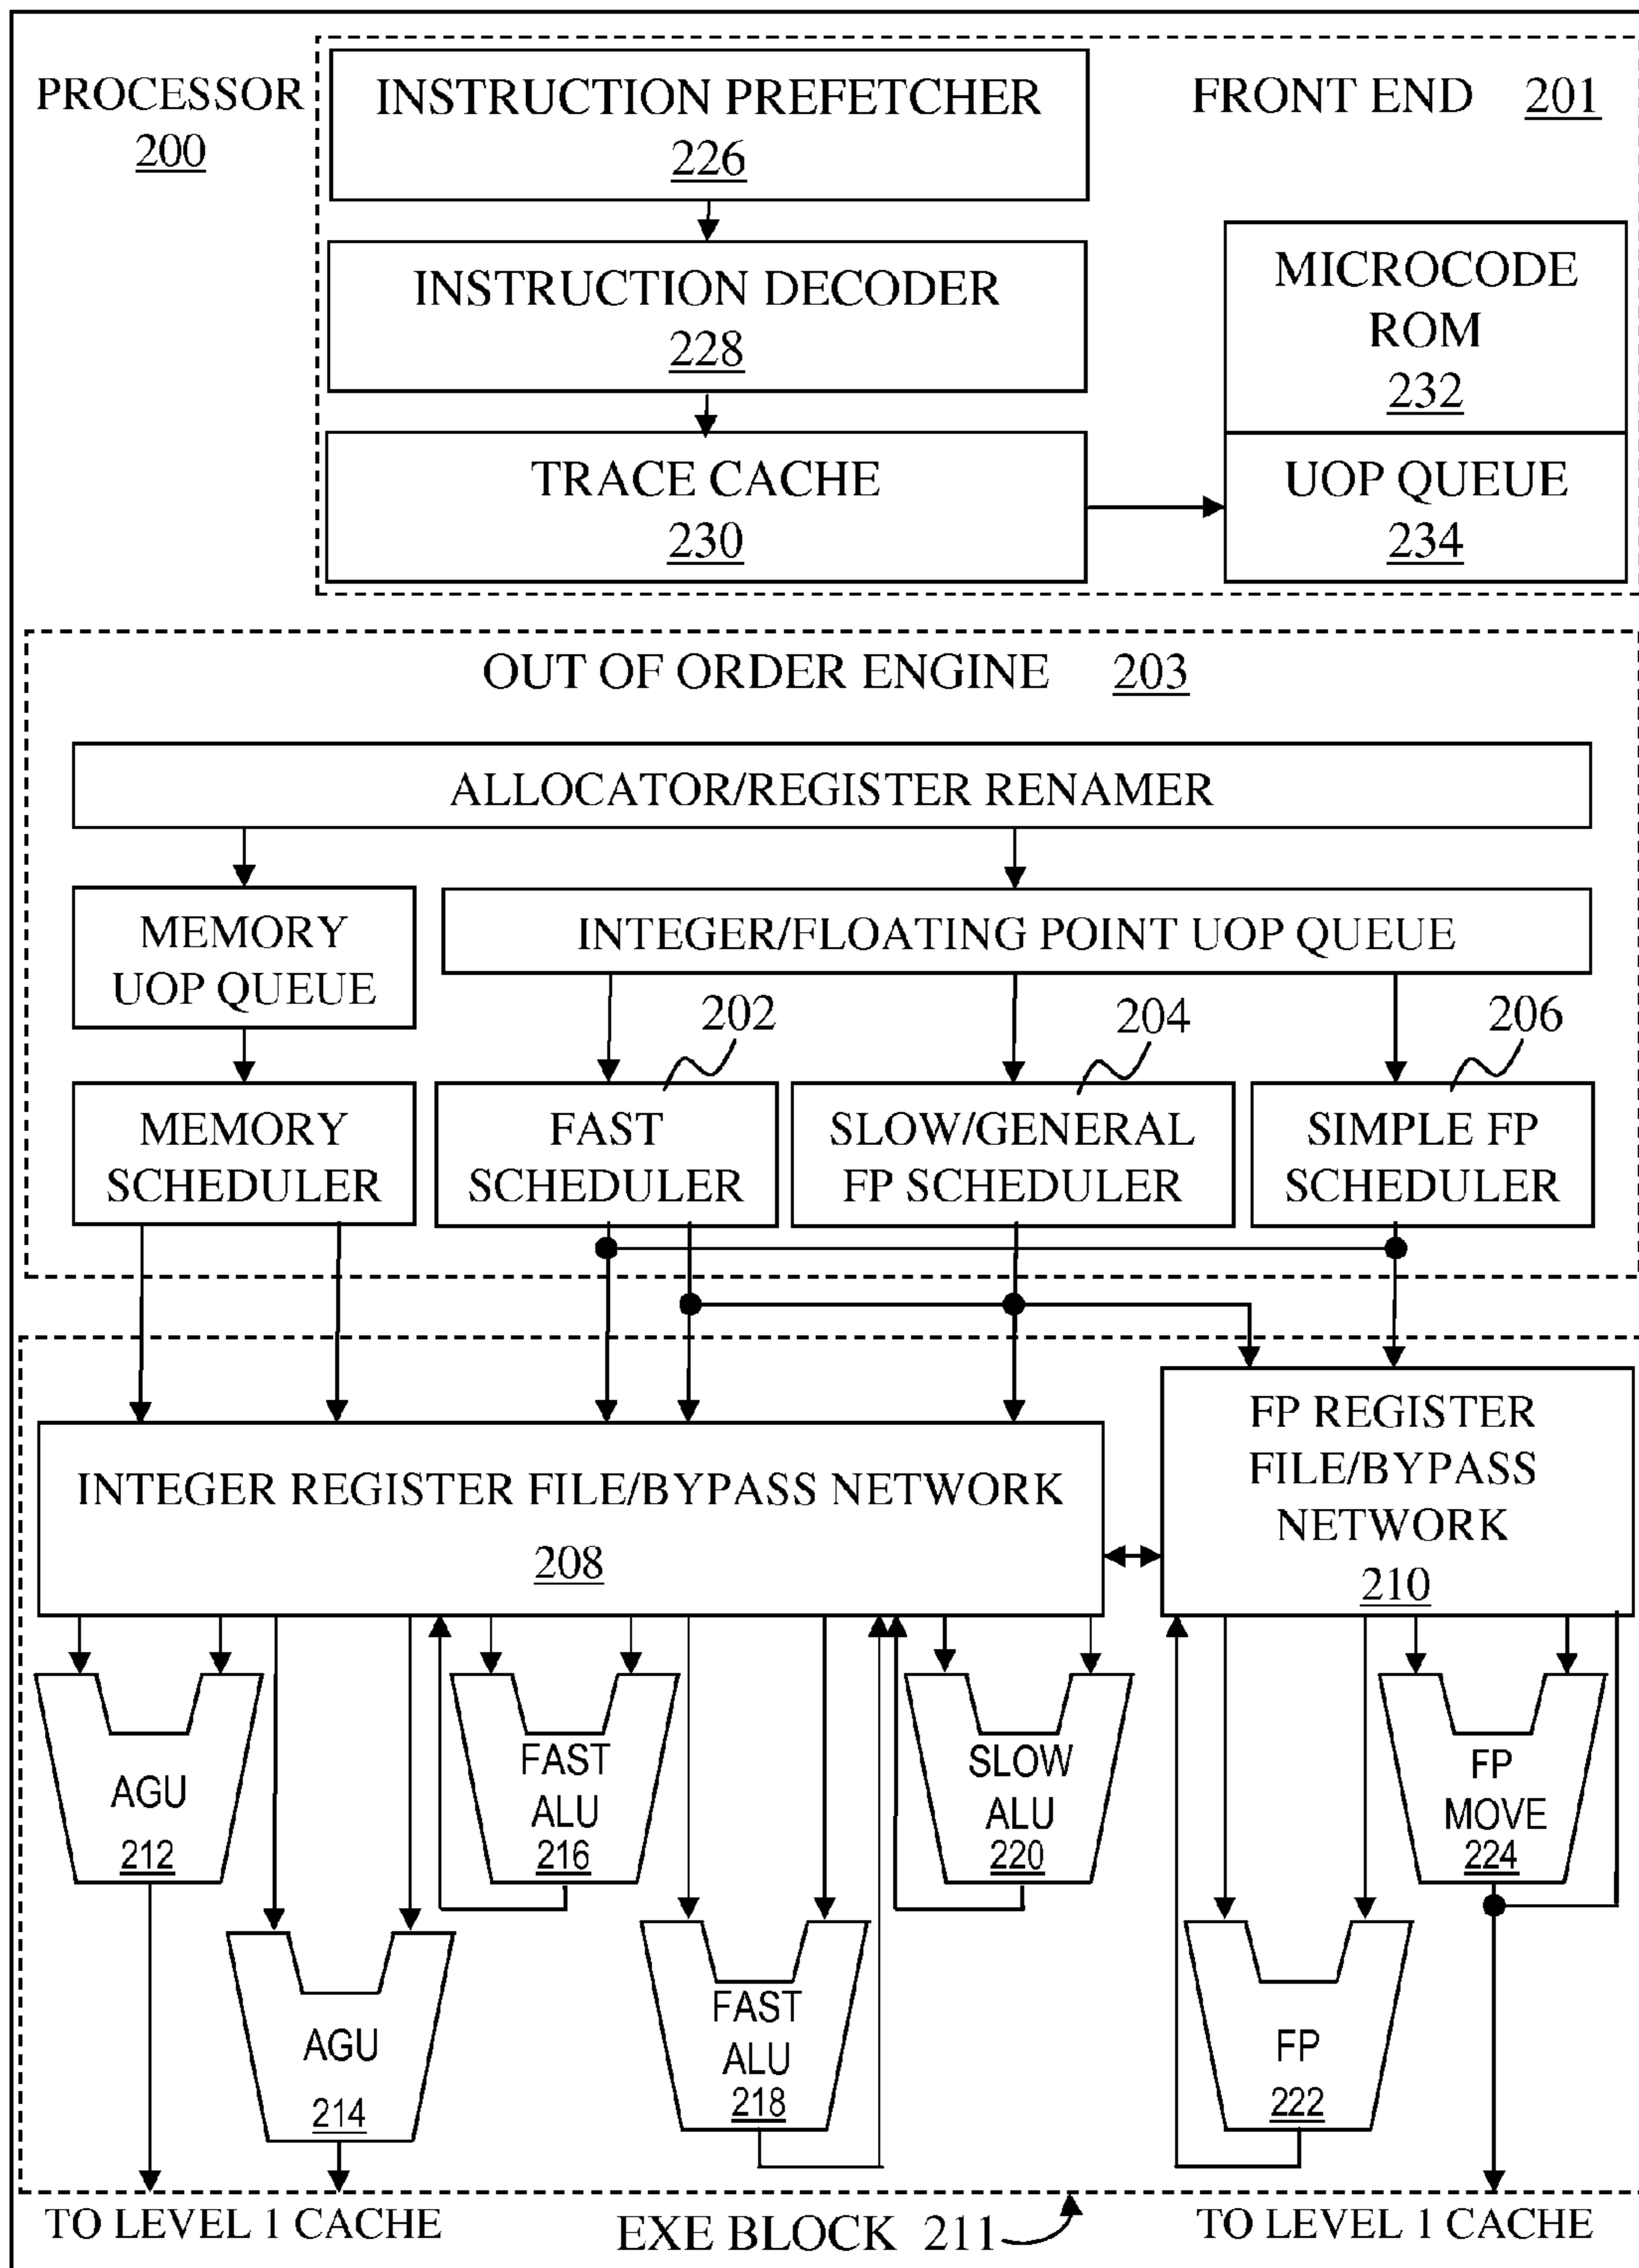 PROCESSOR
200
INSTRUCTION PREFETCHER
226
FRONT END 201
INSTRUCTION DECODER
228
MICROCODE
ROM
232
TRACE CACHE
230
UOP QUEUE
234
OUT OF ORDER ENGINE 203
ALLOCATOR/REGISTER RENAMER
MEMORY
UOP QUEUE
INTEGER/FLOATING POINT UOP QUEUE
202
204
206
MEMORY
SCHEDULER
FAST
SCHEDULER
SLOW/GENERAL
FP SCHEDULER
SIMPLE FP
SCHEDULER
INTEGER REGISTER FILE/BYPASS NETWORK
208
FP REGISTER
FILE/BYPASS
NETWORK
210
AGU
212
FAST
ALU
216
SLOW
ALU
220
FP
MOVE
224
AGU
214
FAST
ALU
218
FP
222
TO LEVEL 1 CACHE
EXE BLOCK 211
TO LEVEL 1 CACHE